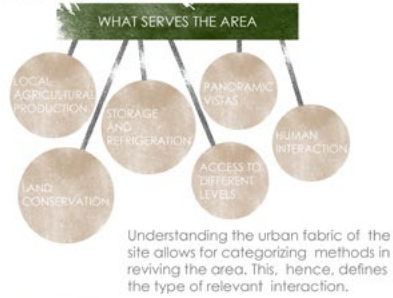 WHAT SERVES THE AREA
LOCAL
AGRICULTURAL
PRODUCTION
STORAGE
AND
REFRIGERATION
PANORAMIC
VISTAS
HUMAN
INTERACTION
LAND
CONSERVATION
ACCESS TO
DIFFERENT
LEVELS
Understanding the urban fabric of the
site allows for categorizing methods in
reviving the area. This, hence, defines
the type of relevant interaction.